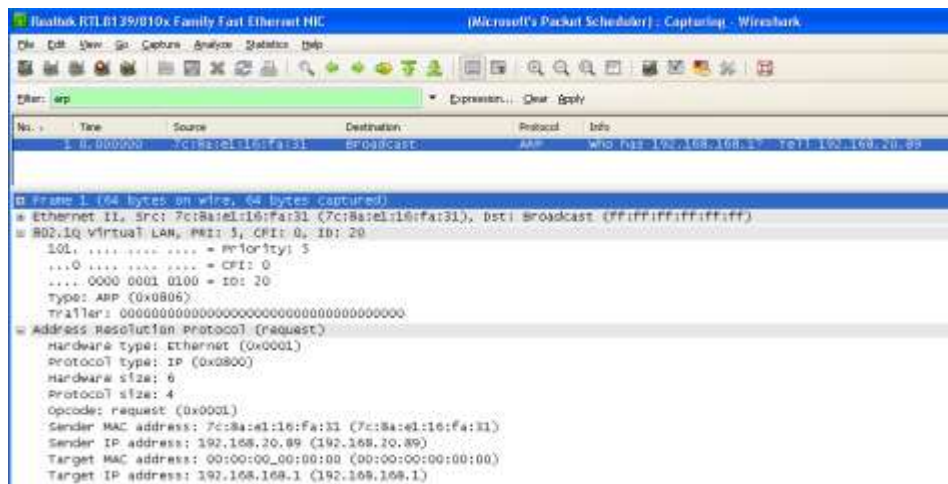 Realtek RTL8139/810x Family Fast Ethernet NIC (Microsoft's Packet Scheduler) : Capturing - Wireshark
File Edit View Go Capture Analyze Statistics Help
Filter: arp Expression... Clear Apply
No. . Time Source Destination Protocol Info
1 0.000000 7c:8a:e1:16:fa:31 Broadcast ARP Who has 192.168.168.1? Tell 192.168.20.89
Frame 1 (64 bytes on wire, 64 bytes captured)
Ethernet II, Src: 7c:8a:e1:16:fa:31 (7c:8a:e1:16:fa:31), Dst: Broadcast (ff:ff:ff:ff:ff:ff)
802.1Q Virtual LAN, PRI: 5, CFI: 0, ID: 20
101. .... .... .... = Priority: 5
...0 .... .... .... = CFI: 0
.... 0000 0001 0100 = ID: 20
Type: ARP (0x0806)
Address Resolution Protocol (request)
Hardware type: Ethernet (0x0001)
Protocol type: IP (0x0800)
Hardware size: 6
Protocol size: 4
Opcode: request (0x0001)
Sender MAC address: 7c:8a:e1:16:fa:31 (7c:8a:e1:16:fa:31)
Sender IP address: 192.168.20.89 (192.168.20.89)
Target MAC address: 00:00:00_00:00:00 (00:00:00:00:00:00)
Target IP address: 192.168.168.1 (192.168.168.1)